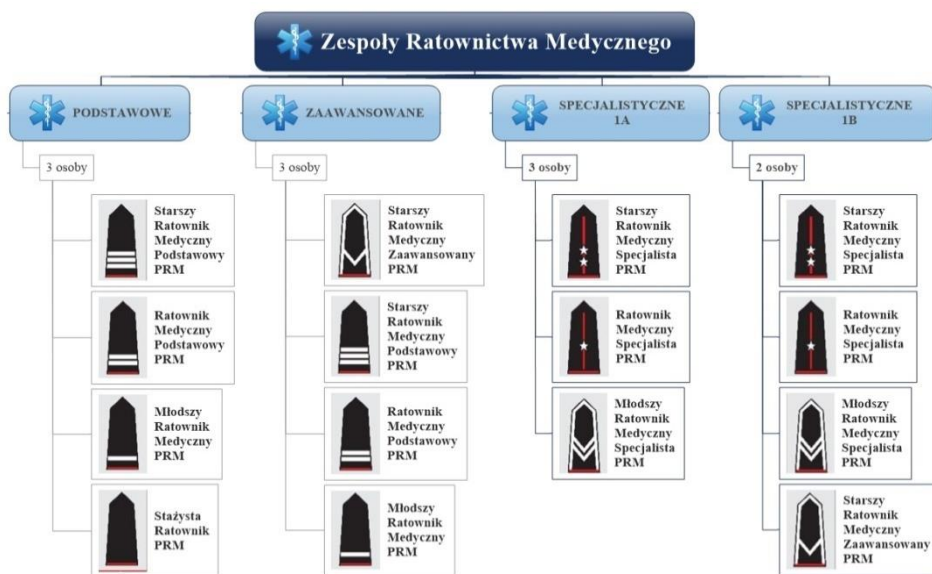 Zespoły Ratownictwa Medycznego
PODSTAWOWE
3 osoby
Starszy
Ratownik
Medyczny
Podstawowy
PRM
Ratownik
Medyczny
Podstawowy
PRM
Młodszy
Ratownik
Medyczny
PRM
Stażysta
Ratownik
PRM
ZAAWANSOWANE
3 osoby
Starszy
Ratownik
Medyczny
Zaawansowany
PRM
Starszy
Ratownik
Medyczny
Podstawowy
PRM
Ratownik
Medyczny
Podstawowy
PRM
Młodszy
Ratownik
Medyczny
PRM
SPECJALISTYCZNE
1A
3 osoby
Starszy
Ratownik
Medyczny
Specjalista
PRM
Ratownik
Medyczny
Specjalista
PRM
Młodszy
Ratownik
Medyczny
Specjalista
PRM
SPECJALISTYCZNE
1B
2 osoby
Starszy
Ratownik
Medyczny
Specjalista
PRM
Ratownik
Medyczny
Specjalista
PRM
Młodszy
Ratownik
Medyczny
Specjalista
PRM
Starszy
Ratownik
Medyczny
Zaawansowany
PRM